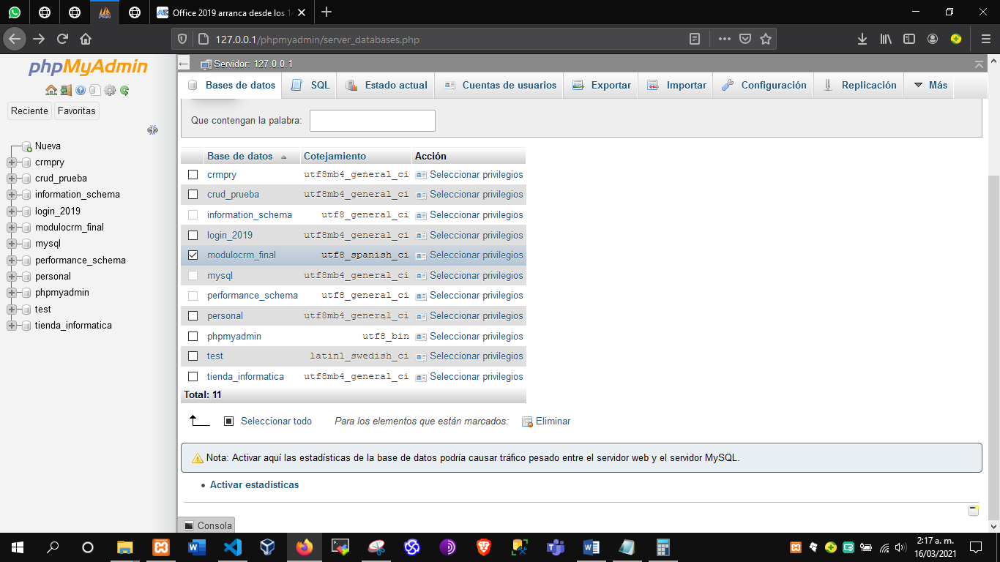 Office 2019 arranca desde los 14
127.0.0.1/phpmyadmin/server_databases.php
phpMyAdmin
Reciente Favoritas
Nueva
crmpry
crud_prueba
information_schema
login_2019
modulocrm_final
mysql
performance_schema
personal
phpmyadmin
test
tienda_informatica
Servidor: 127.0.0.1
Bases de datos SQL Estado actual Cuentas de usuarios Exportar Importar Configuración Replicación Más
Que contengan la palabra:
Base de datos Cotejamiento Acción
crmpry utf8mb4_general_ci Seleccionar privilegios
crud_prueba utf8mb4_general_ci Seleccionar privilegios
information_schema utf8_general_ci Seleccionar privilegios
login_2019 utf8mb4_general_ci Seleccionar privilegios
modulocrm_final utf8_spanish_ci Seleccionar privilegios
mysql utf8mb4_general_ci Seleccionar privilegios
performance_schema utf8_general_ci Seleccionar privilegios
personal utf8mb4_general_ci Seleccionar privilegios
phpmyadmin utf8_bin Seleccionar privilegios
test latin1_swedish_ci Seleccionar privilegios
tienda_informatica utf8mb4_general_ci Seleccionar privilegios
Total: 11
Seleccionar todo Para los elementos que están marcados: Eliminar
Nota: Activar aquí las estadísticas de la base de datos podría causar tráfico pesado entre el servidor web y el servidor MySQL.
• Activar estadísticas
Consola
2:17 a. m.
16/03/2021